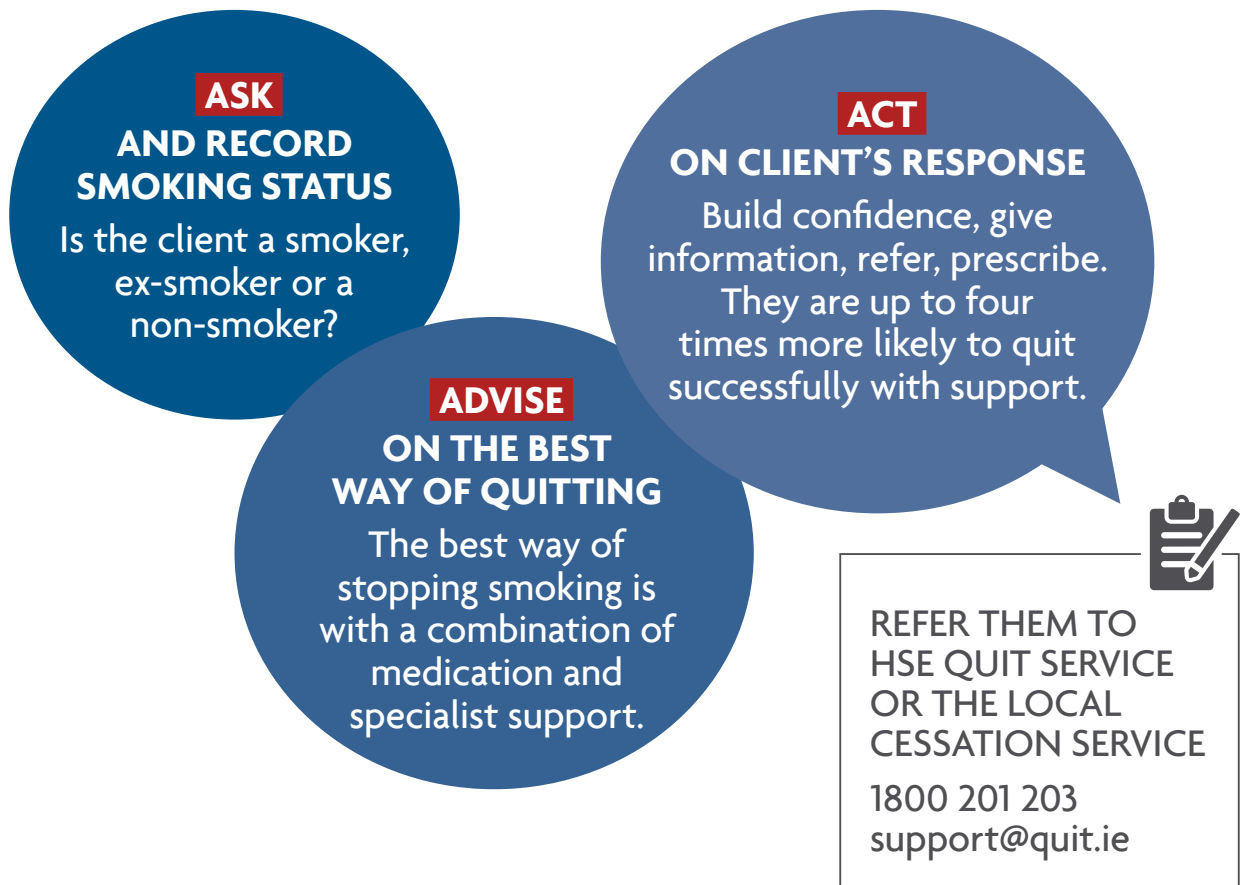 ASK
AND RECORD
SMOKING STATUS
Is the client a smoker,
ex-smoker or a
non-smoker?
ADVISE
ON THE BEST
WAY OF QUITTING
The best way of
stopping smoking is
with a combination of
medication and
specialist support.
ACT
ON CLIENT’S RESPONSE
Build confidence, give
information, refer, prescribe.
They are up to four
times more likely to quit
successfully with support.
REFER THEM TO
HSE QUIT SERVICE
OR THE LOCAL
CESSATION SERVICE
1800 201 203
support@quit.ie